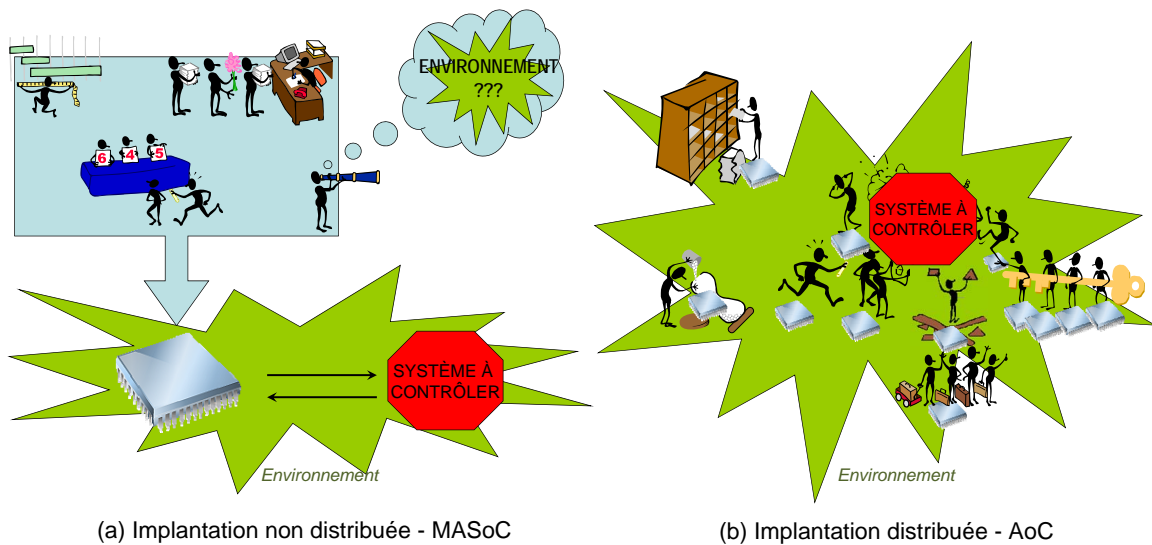 ENVIRONNEMENT
???
6 4 5
SYSTÈME À
CONTRÔLER
Environnement
(a) Implantation non distribuée - MASoC
SYSTÈME À
CONTRÔLER
Environnement
(b) Implantation distribuée - AoC